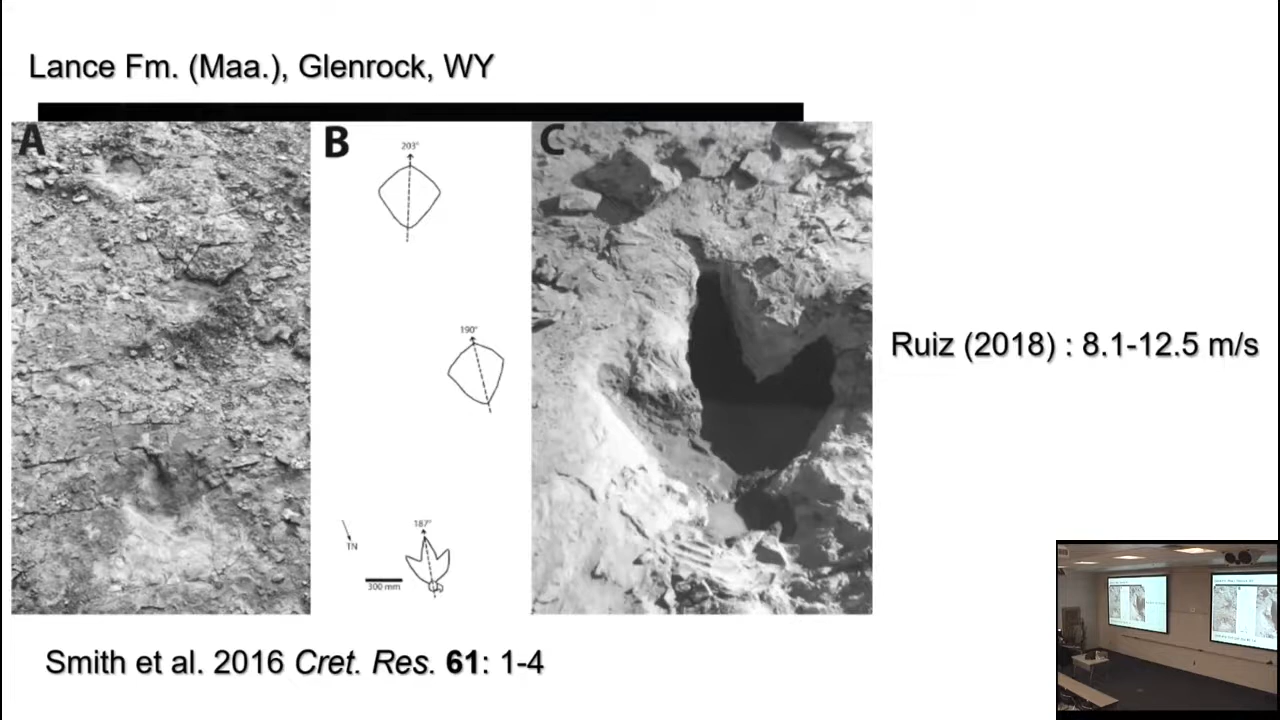 Lance Fm. (Maa.), Glenrock, WY
A
B
C
203°
190°
187°
TN
300 mm
Ruiz (2018) : 8.1-12.5 m/s
Smith et al. 2016 Cret. Res. 61: 1-4